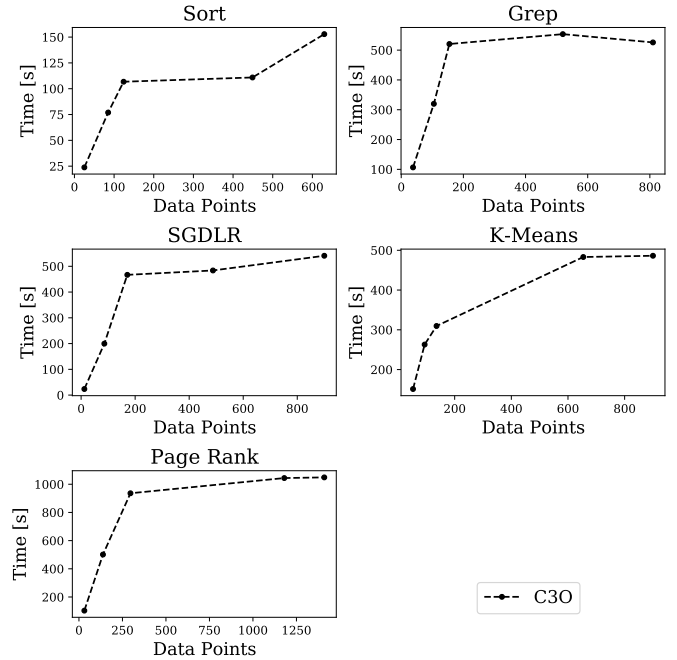 Sort
Time [s]
150
125
100
75
50
25
0 100 200 300 400 500 600
Data Points
Grep
Time [s]
500
400
300
200
100
0 200 400 600 800
Data Points
SGDLR
Time [s]
500
400
300
200
100
0
0 200 400 600 800
Data Points
K-Means
Time [s]
500
400
300
200
200 400 600 800
Data Points
Page Rank
Time [s]
1000
800
600
400
200
0 250 500 750 1000 1250
Data Points
C3O